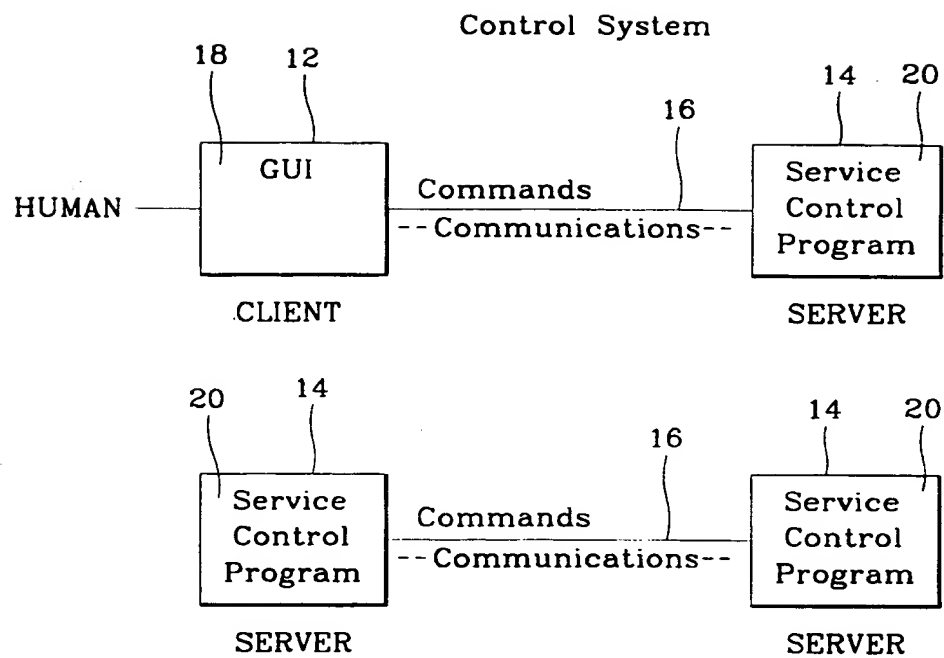 Control System
18 12 14 20
16
GUI
HUMAN
Commands
--Communications--
Service
Control
Program
CLIENT
SERVER
20 14 14 20
16
Service
Control
Program
Commands
--Communications--
Service
Control
Program
SERVER
SERVER